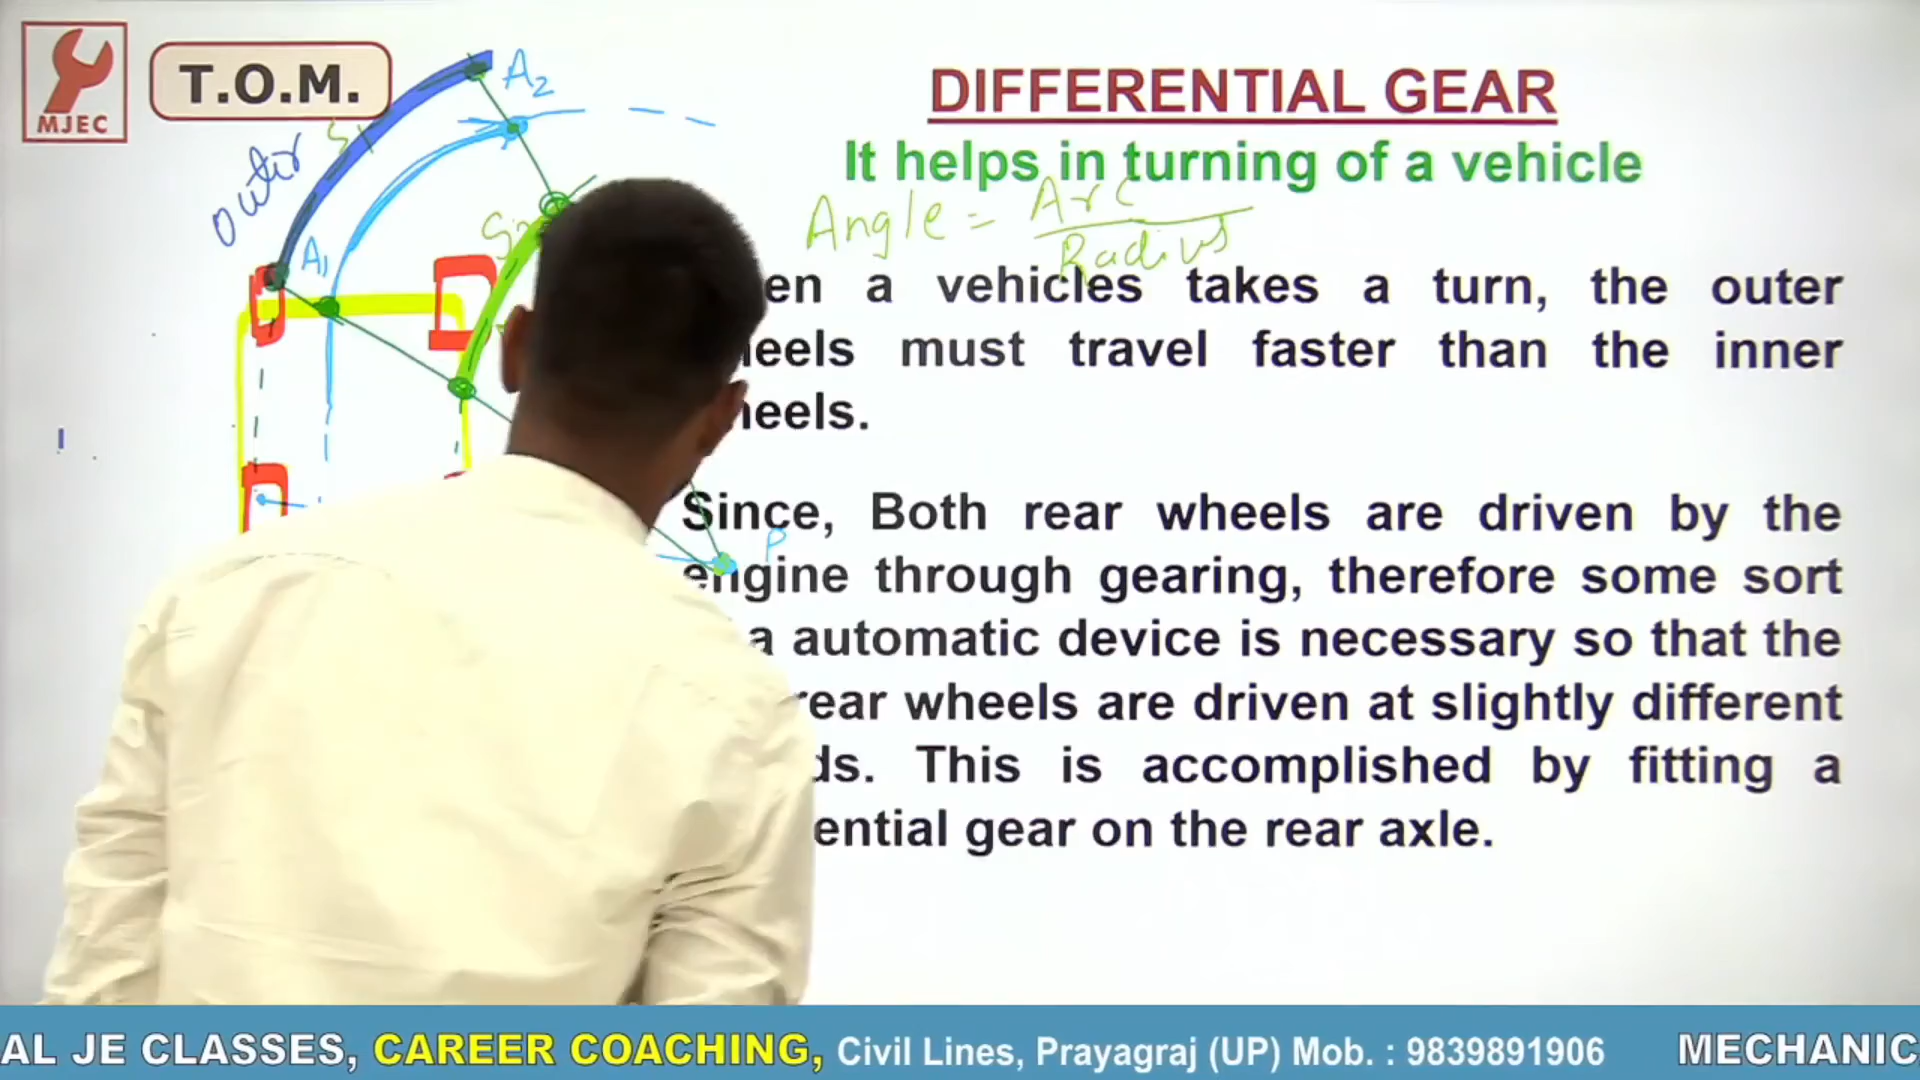 MJEC
T.O.M.
DIFFERENTIAL GEAR
It helps in turning of a vehicle
Angle = Arc
Radius
A2
S1
outer
A1
en a vehicles takes a turn, the outer
eels must travel faster than the inner
heels.
Since, Both rear wheels are driven by the
engine through gearing, therefore some sort
a automatic device is necessary so that the
rear wheels are driven at slightly different
ds. This is accomplished by fitting a
ential gear on the rear axle.
P
AL JE CLASSES, CAREER COACHING, Civil Lines, Prayagraj (UP) Mob. : 9839891906 MECHANIC